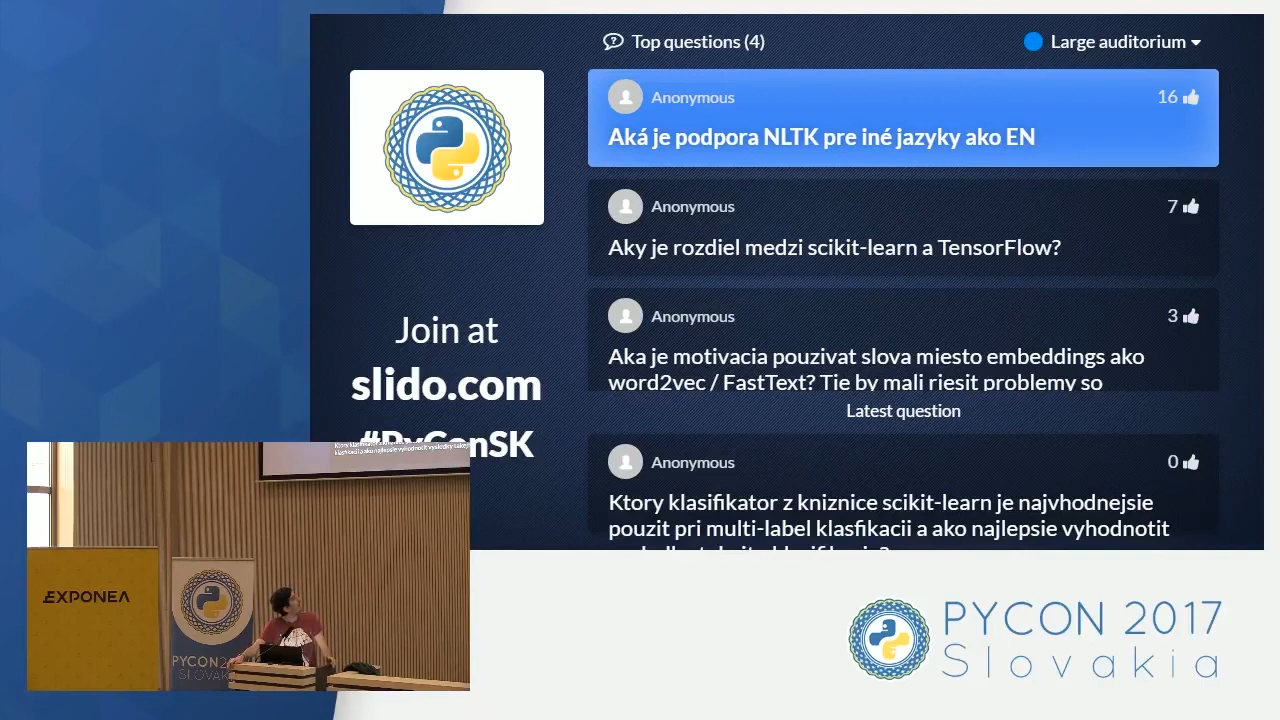 Top questions (4)
Large auditorium
Anonymous
16
Aká je podpora NLTK pre iné jazyky ako EN
Anonymous
7
Aky je rozdiel medzi scikit-learn a TensorFlow?
Anonymous
3
Aka je motivacia pouzivat slova miesto embeddings ako
word2vec / FastText? Tie by mali riesit problemy so
Latest question
Anonymous
0
Ktory klasifikator z kniznice scikit-learn je najvhodnejsie
pouzit pri multi-label klasfikacii a ako najlepsie vyhodnotit
Join at
slido.com
#PyConSK
EXPONEA
PYCON 2017
Slovakia